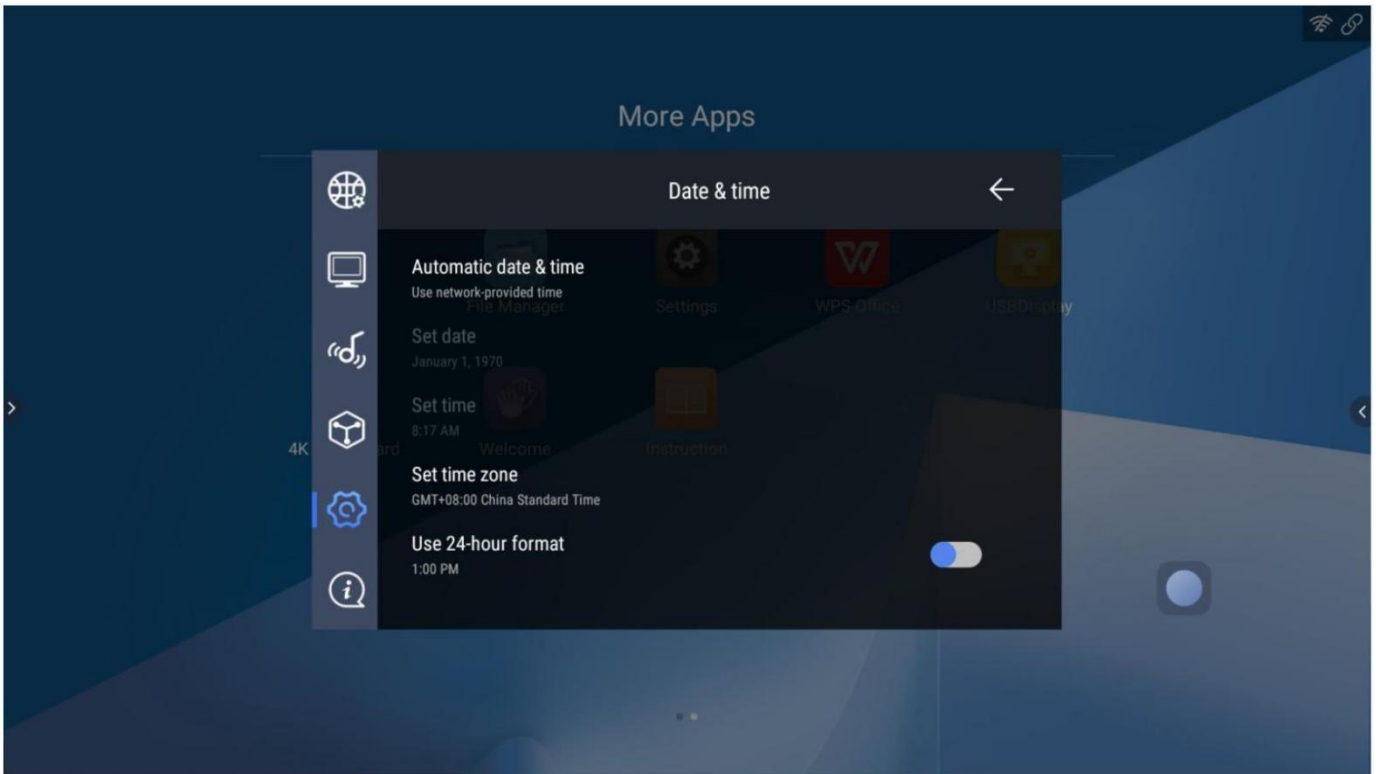 More Apps
Date & time
Automatic date & time
Use network-provided time
File Manager
Settings
WPS Office
USBDisplay
Set date
January 1, 1970
Set time
8:17 AM
4K
ard
Welcome
Instruction
Set time zone
GMT+08:00 China Standard Time
Use 24-hour format
1:00 PM